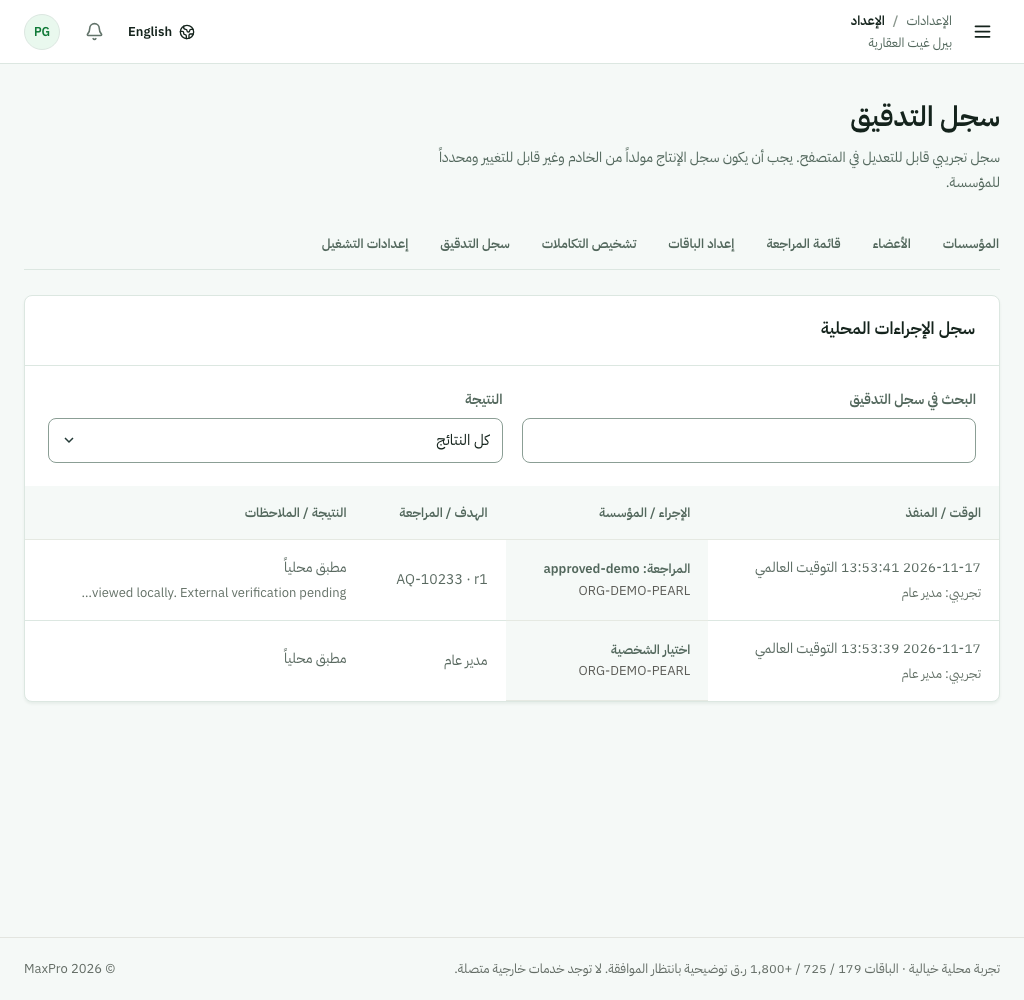 الإعدادات / الإعداد
بيرل غيت العقارية
English
PG
سجل التدقيق
سجل تجريبي قابل للتعديل في المتصفح. يجب أن يكون سجل الإنتاج مولداً من الخادم وغير قابل للتغيير ومحدداً
للمؤسسة.
المؤسسات الأعضاء قائمة المراجعة إعداد الباقات تشخيص التكاملات سجل التدقيق إعدادات التشغيل
سجل الإجراءات المحلية
البحث في سجل التدقيق
النتيجة
كل النتائج
الوقت / المنفذ الإجراء / المؤسسة الهدف / المراجعة النتيجة / الملاحظات
2026-11-17 13:53:41 التوقيت العالمي
تجريبي: مدير عام
المراجعة: approved-demo
ORG-DEMO-PEARL
AQ-10233 · r1
مطبق محلياً
...viewed locally. External verification pending
2026-11-17 13:53:39 التوقيت العالمي
تجريبي: مدير عام
اختيار الشخصية
ORG-DEMO-PEARL
مدير عام
مطبق محلياً
تجربة محلية خيالية · الباقات 179 / 725 / +1,800 ر.ق توضيحية بانتظار الموافقة. لا توجد خدمات خارجية متصلة.
MaxPro 2026 ©